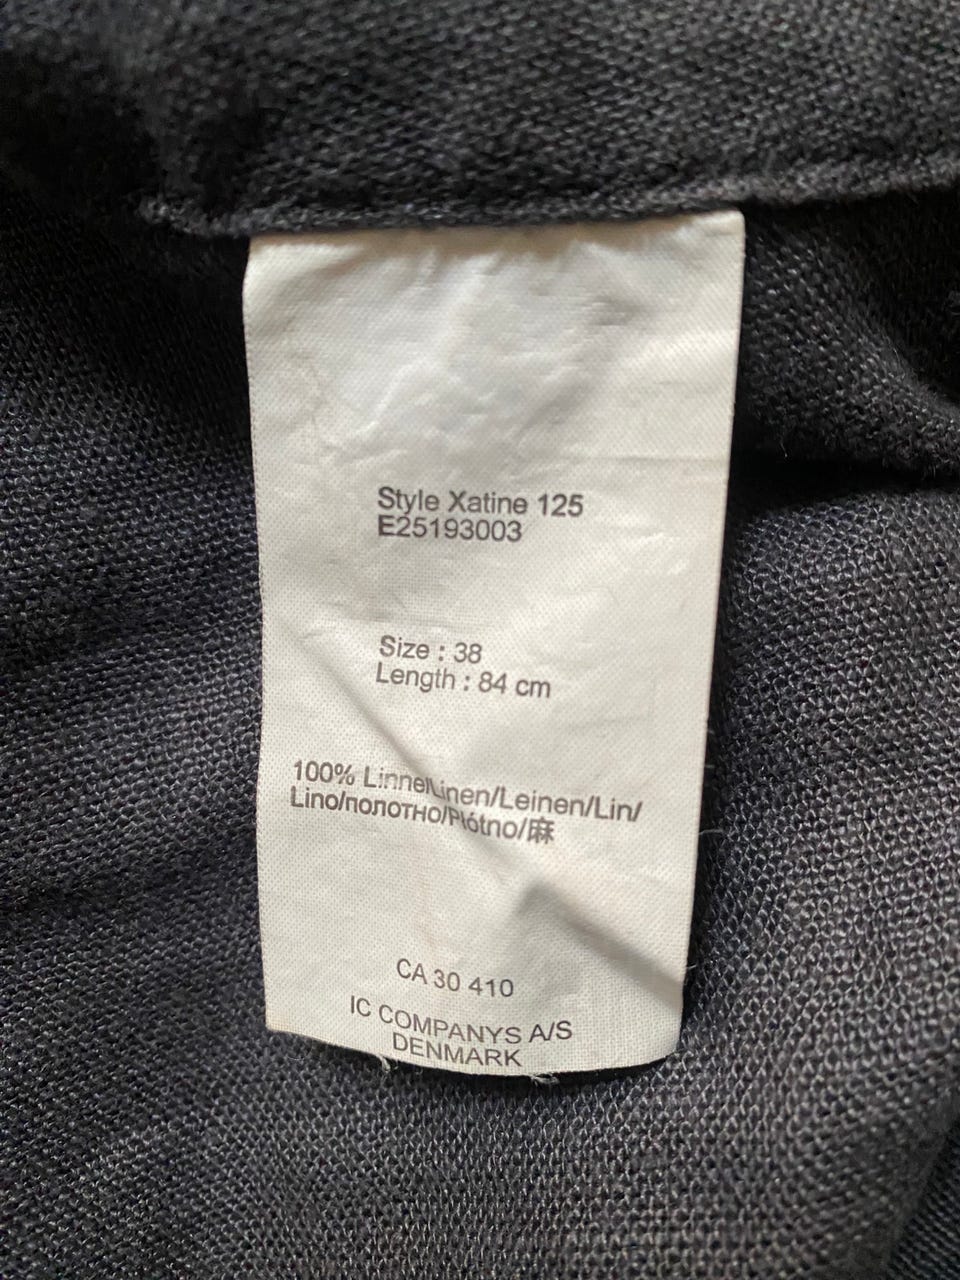 Style Xatine 125
E25193003
Size : 38
Length : 84 cm
100% Linne/Linen/Leinen/Lin/
Lino/полотно/Płótno/麻
CA 30 410
IC COMPANYS A/S
DENMARK